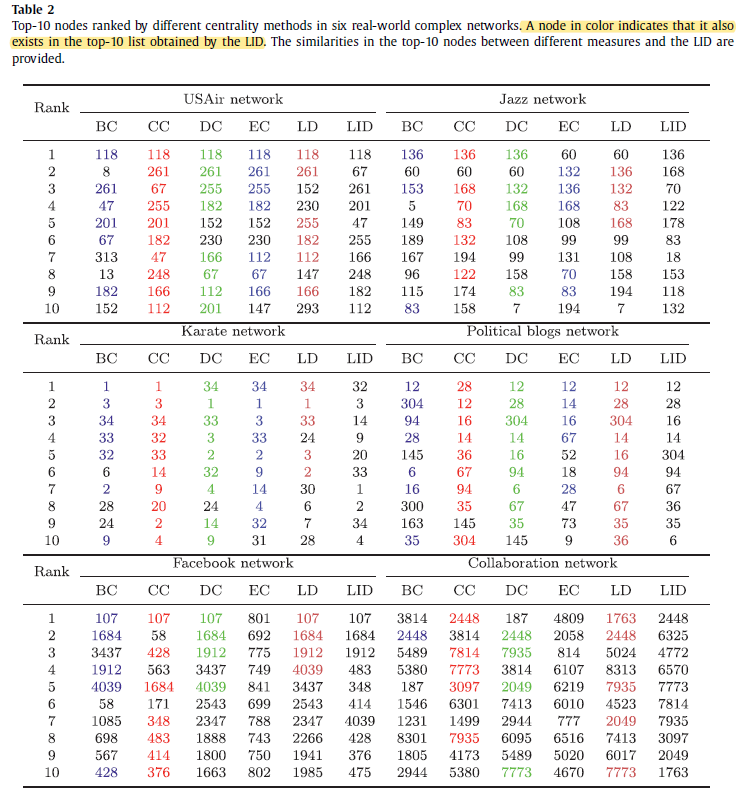 Table 2
Top-10 nodes ranked by different centrality methods in six real-world complex networks. A node in color indicates that it also
exists in the top-10 list obtained by the LID. The similarities in the top-10 nodes between different measures and the LID are
provided.
Rank USAir network Jazz network
BC CC DC EC LD LID BC CC DC EC LD LID
1 118 118 118 118 118 118 136 136 136 60 60 136
2 8 261 261 261 261 67 60 60 60 132 136 168
3 261 67 255 255 152 261 153 168 132 136 132 70
4 47 255 182 182 230 201 5 70 168 168 83 122
5 201 201 152 152 255 47 149 83 70 108 168 178
6 67 182 230 230 182 255 189 132 108 99 99 83
7 313 47 166 112 112 166 167 194 99 131 108 18
8 13 248 67 67 147 248 96 122 158 70 158 153
9 182 166 112 166 166 182 115 174 83 83 194 118
10 152 112 201 147 293 112 83 158 7 194 7 132
Rank Karate network Political blogs network
BC CC DC EC LD LID BC CC DC EC LD LID
1 1 1 34 34 34 32 12 28 12 12 12 12
2 3 3 1 1 1 3 304 12 28 14 28 28
3 34 34 33 3 33 14 94 16 304 16 304 16
4 33 32 3 33 24 9 28 14 14 67 14 14
5 32 33 2 2 3 20 145 36 16 52 16 304
6 6 14 32 9 2 33 6 67 94 18 94 94
7 2 9 4 14 30 1 16 94 6 28 6 67
8 28 20 24 4 6 2 300 35 67 47 67 36
9 24 2 14 32 7 34 163 145 35 73 35 35
10 9 4 9 31 28 4 35 304 145 9 36 6
Rank Facebook network Collaboration network
BC CC DC EC LD LID BC CC DC EC LD LID
1 107 107 107 801 107 107 3814 2448 187 4809 1763 2448
2 1684 58 1684 692 1684 1684 2448 3814 2448 2058 2448 6325
3 3437 428 1912 775 1912 1912 5489 7814 7935 814 5024 4772
4 1912 563 3437 749 4039 483 5380 7773 3814 6107 8313 6570
5 4039 1684 4039 841 3437 348 187 3097 2049 6219 7935 7773
6 58 171 2543 699 2543 414 1546 6301 7413 6010 4523 7814
7 1085 348 2347 788 2347 4039 1231 1499 2944 777 2049 7935
8 698 483 1888 743 2266 428 8301 7935 6095 6516 7413 3097
9 567 414 1800 750 1941 376 1805 4173 5489 5020 6017 2049
10 428 376 1663 802 1985 475 2944 5380 7773 4670 7773 1763